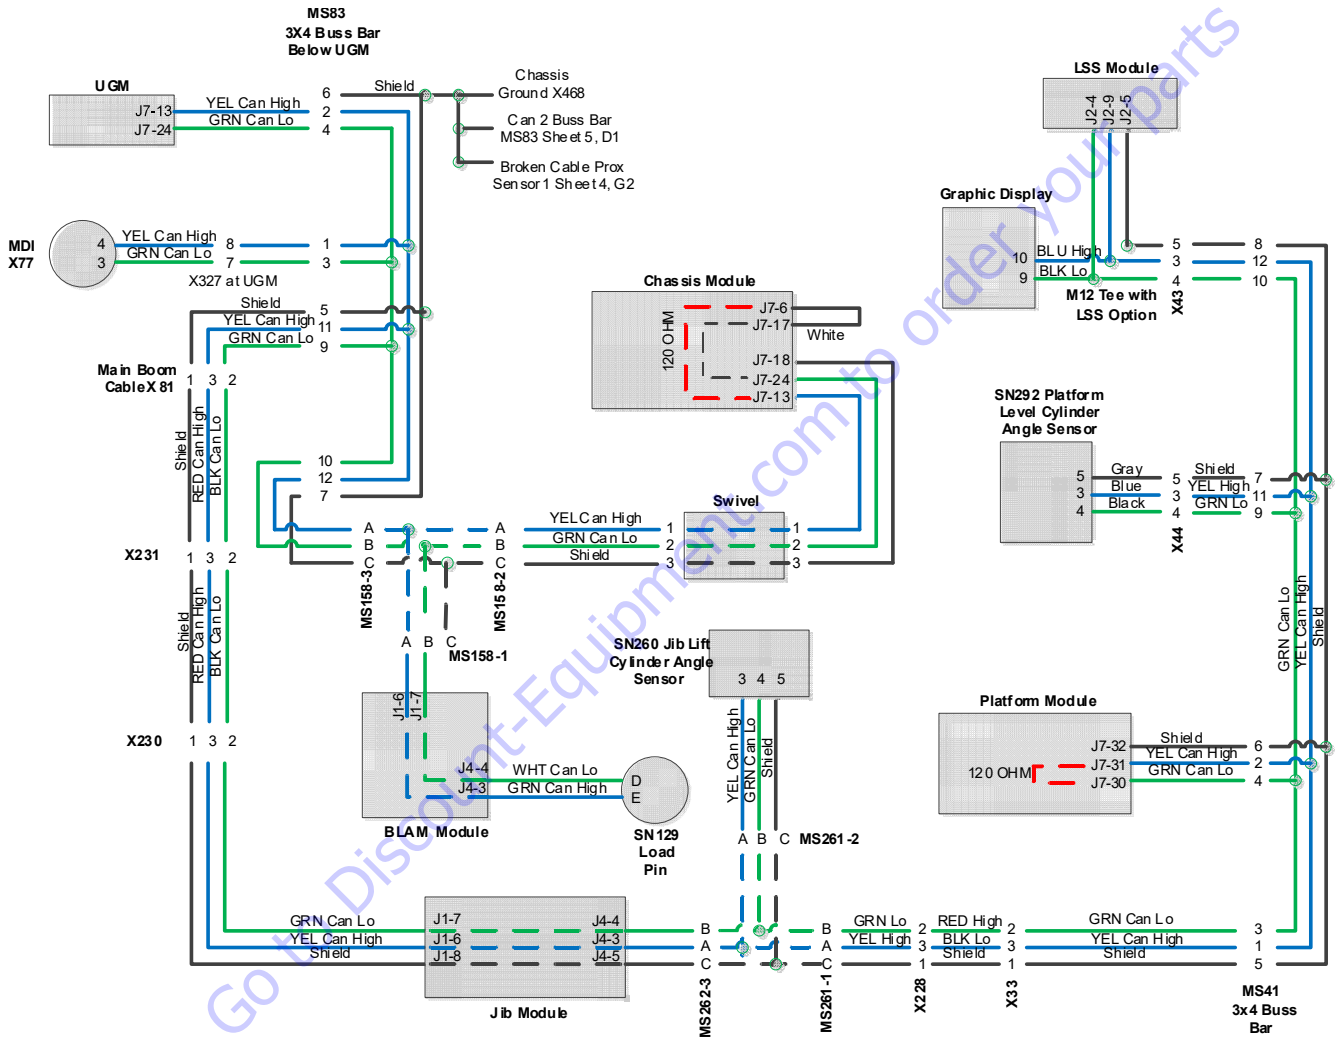 MS83
3X4 Buss Bar
Below UGM
UGM
J7-13
J7-24
YEL Can High
GRN Can Lo
6
2
4
Shield
Chassis
Ground X468
Can 2 Buss Bar
MS83 Sheet 5, D1
Broken Cable Prox
Sensor1 Sheet 4, G2
MDI
X77
4
3
YEL Can High
GRN Can Lo
8
7
1
3
X327 at UGM
Shield
YEL Can High
GRN Can Lo
5
11
9
Main Boom
Cable X 81
1 3 2
Shield
RED Can High
BLK Can Lo
10
12
7
X231
1 3 2
Shield
RED Can High
BLK Can Lo
X230
1 3 2
A
B
C
MS158-3
A
B
C
MS158-2
A B C
MS158-1
YEL Can High
GRN Can Lo
Shield
1
2
3
Swivel
1
2
3
Chassis Module
120 OHM
J7-6
J7-17
J7-18
J7-24
J7-13
White
LSS Module
J2-4
J2-9
J2-5
Graphic Display
10
9
BLU High
BLK Lo
M12 Tee with
LSS Option
5
3
4
X43
8
12
10
SN292 Platform
Level Cylinder
Angle Sensor
5
3
4
Gray
Blue
Black
5
3
4
X44
Shield
YEL High
GRN Lo
7
11
9
GRN Can Lo
YEL Can High
Shield
J1-6
J1-7
J4-4
J4-3
BLAM Module
WHT Can Lo
GRN Can High
D
E
SN129
Load
Pin
SN260 Jib Lift
Cylinder Angle
Sensor
3 4 5
YEL Can High
GRN Can Lo
Shield
A B C
MS261-2
Platform Module
120 OHM
J7-32
J7-31
J7-30
Shield
YEL Can High
GRN Can Lo
6
2
4
GRN Can Lo
YEL Can High
Shield
J1-7
J1-6
J1-8
J4-4
J4-3
J4-5
Jib Module
B
A
C
MS262-3
B
A
C
MS261-1
GRN Lo
YEL High
2
3
1
X228
RED High
BLK Lo
Shield
2
3
1
X33
GRN Can Lo
YEL Can High
Shield
3
1
5
MS41
3x4 Buss
Bar
Go to Discount-Equipment.com to order your parts